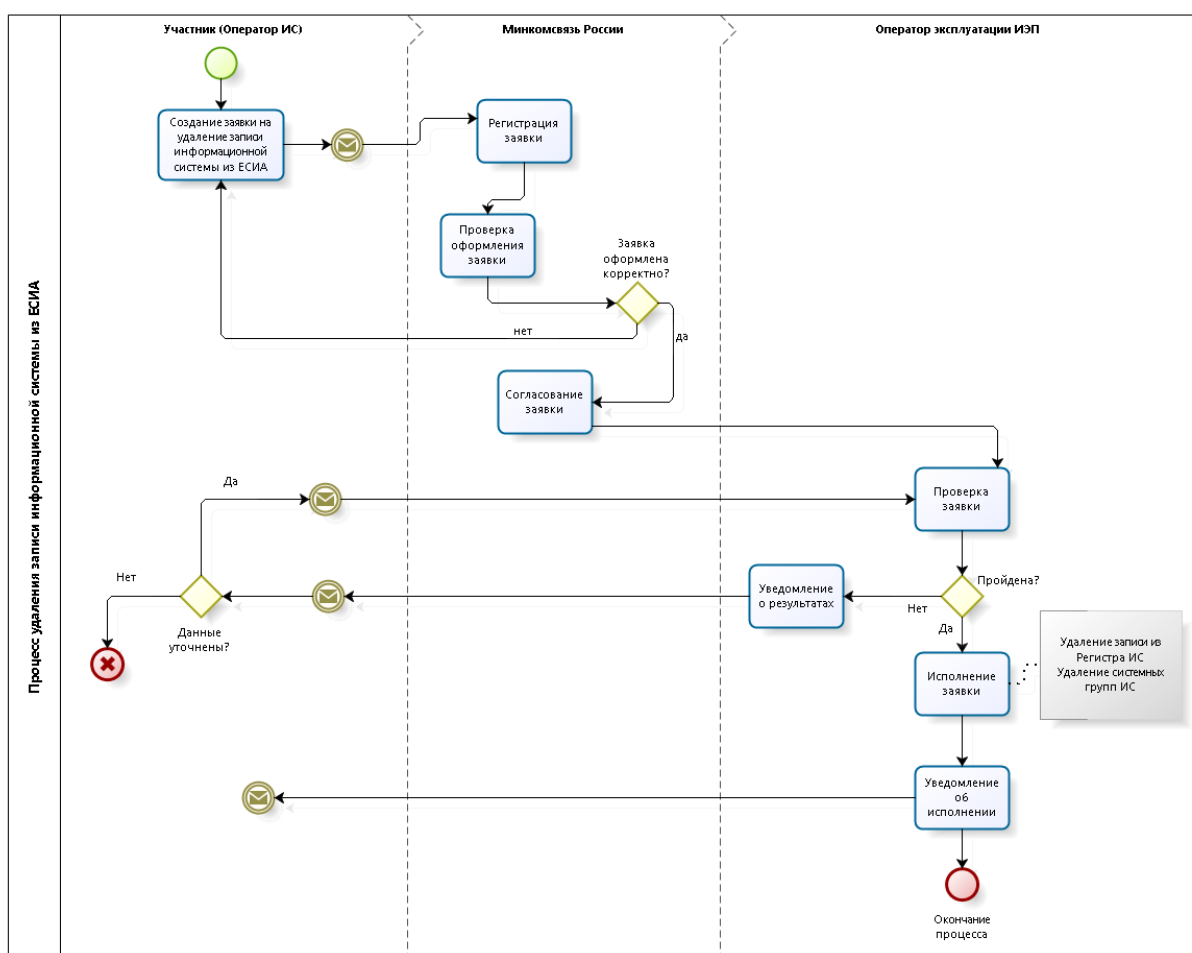 Процесс удаления записи информационной системы из ЕСИА
Участник (Оператор ИС)
Минкомсвязь России
Оператор эксплуатации ИЭП
Создание заявки на
удаление записи
информационной
системы из ЕСИА
Регистрация
заявки
Проверка
оформления
заявки
Заявка
оформлена
корректно?
нет
да
Согласование
заявки
Да
Проверка
заявки
Нет
Данные
уточнены?
Уведомление
о результатах
Пройдена?
Нет
Да
Исполнение
заявки
Удаление записи из
Регистра ИС
Удаление системных
групп ИС
Уведомление
об
исполнении
Окончание
процесса